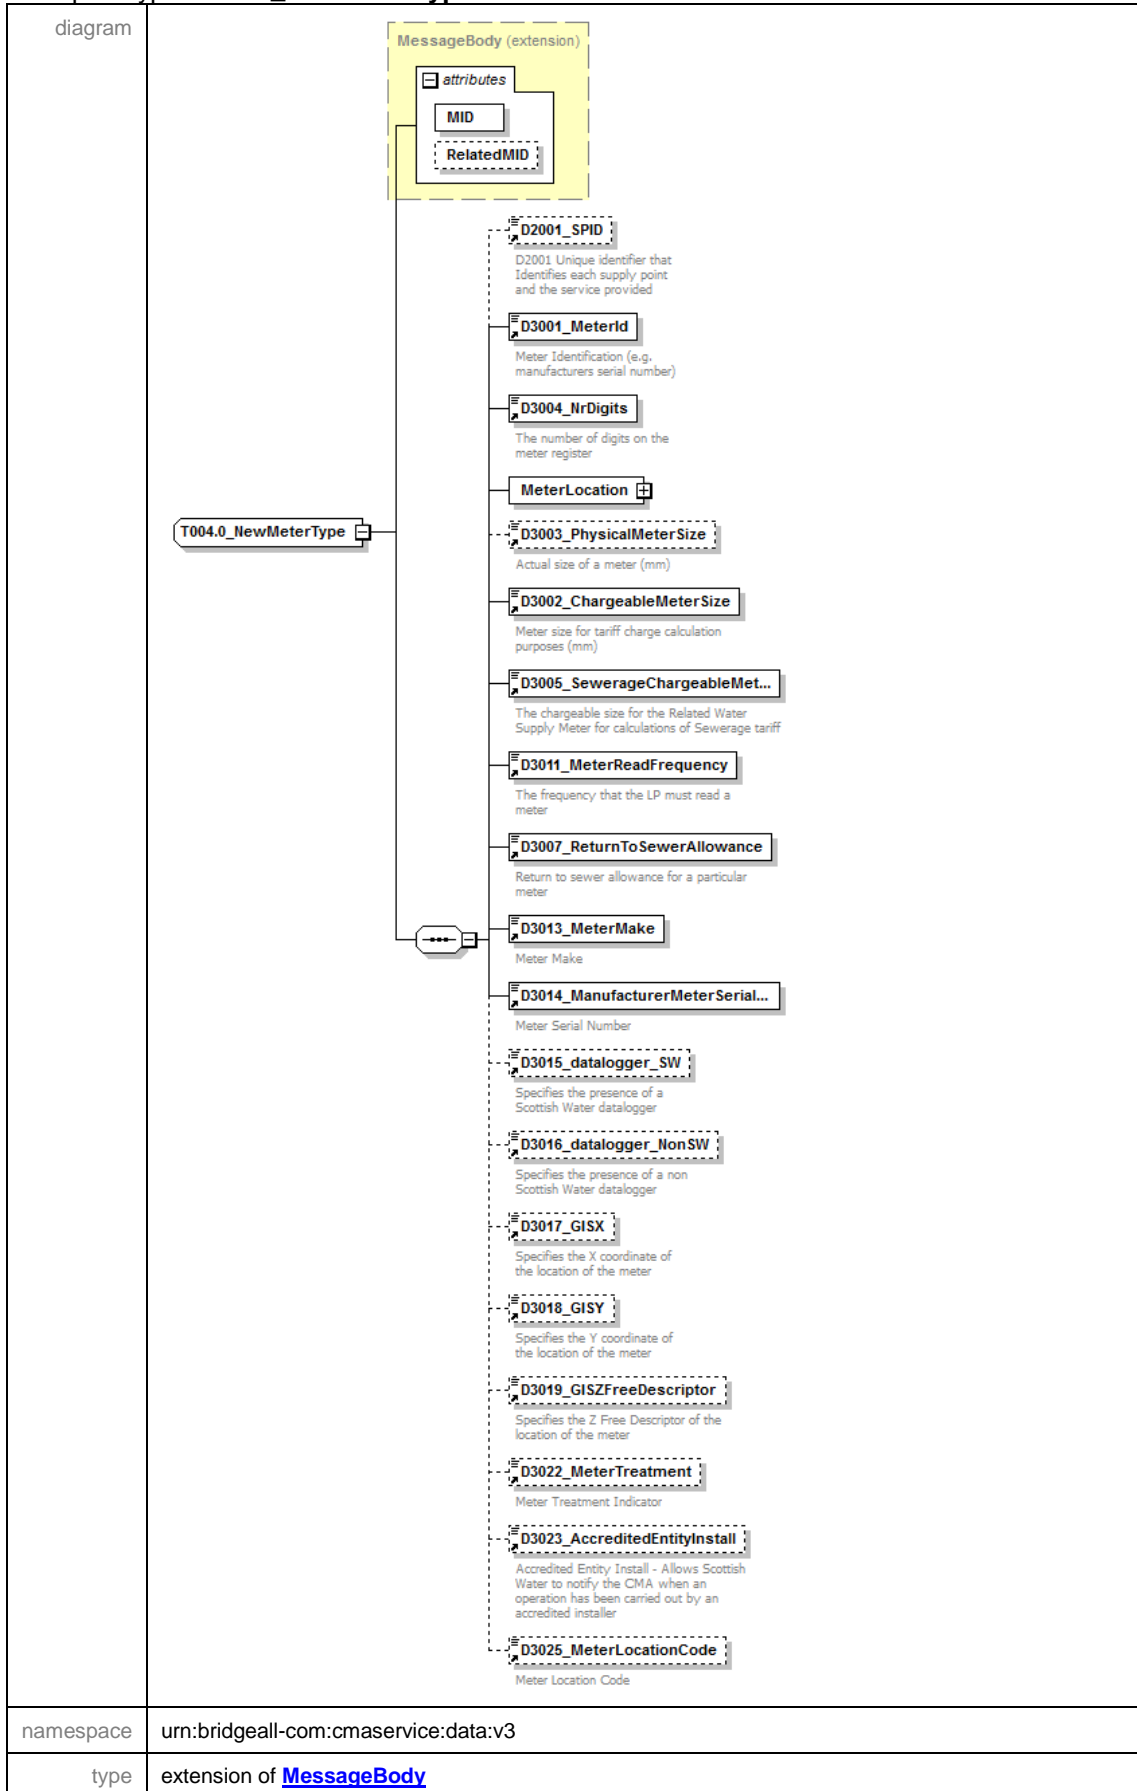 diagram
MessageBody (extension)
attributes
MID
RelatedMID
D2001_SPID
D2001 Unique identifier that
Identifies each supply point
and the service provided
D3001_MeterId
Meter Identification (e.g.
manufacturers serial number)
D3004_NrDigits
The number of digits on the
meter register
MeterLocation
T004.0_NewMeterType
D3003_PhysicalMeterSize
Actual size of a meter (mm)
D3002_ChargeableMeterSize
Meter size for tariff charge calculation
purposes (mm)
D3005_SewerageChargeableMet...
The chargeable size for the Related Water
Supply Meter for calculations of Sewerage tariff
D3011_MeterReadFrequency
The frequency that the LP must read a
meter
D3007_ReturnToSewerAllowance
Return to sewer allowance for a particular
meter
D3013_MeterMake
Meter Make
D3014_ManufacturerMeterSerial...
Meter Serial Number
D3015_datalogger_SW
Specifies the presence of a
Scottish Water datalogger
D3016_datalogger_NonSW
Specifies the presence of a non
Scottish Water datalogger
D3017_GISX
Specifies the X coordinate of
the location of the meter
D3018_GISY
Specifies the Y coordinate of
the location of the meter
D3019_GISZFreeDescriptor
Specifies the Z Free Descriptor of the
location of the meter
D3022_MeterTreatment
Meter Treatment Indicator
D3023_AccreditedEntityInstall
Accredited Entity Install - Allows Scottish
Water to notify the CMA when an
operation has been carried out by an
accredited installer
D3025_MeterLocationCode
Meter Location Code
namespace urn:bridgeall-com:cmaservice:data:v3
type extension of MessageBody